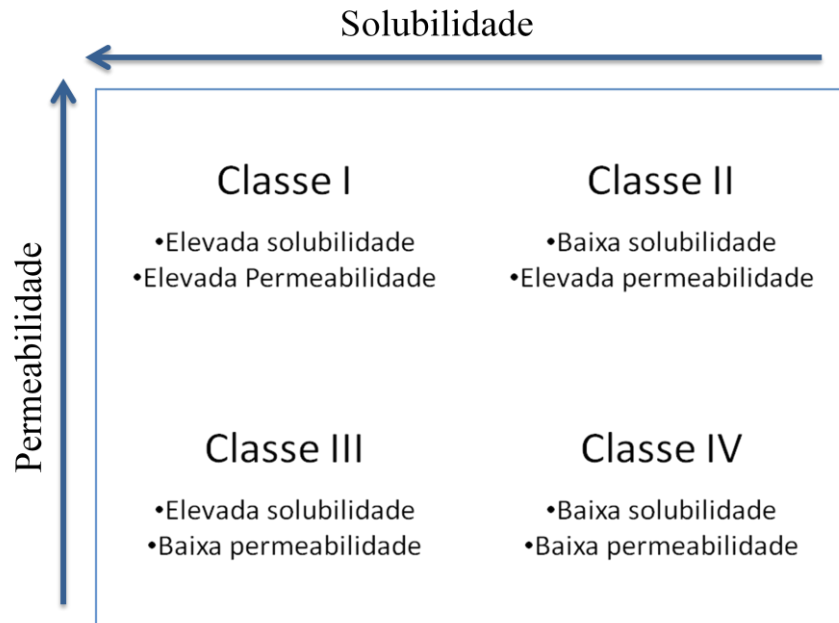 Solubilidade
Permeabilidade
Classe I
•Elevada solubilidade
•Elevada Permeabilidade
Classe II
•Baixa solubilidade
•Elevada permeabilidade
Classe III
•Elevada solubilidade
•Baixa permeabilidade
Classe IV
•Baixa solubilidade
•Baixa permeabilidade